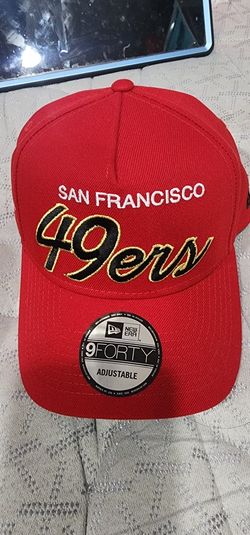 SAN FRANCISCO
49ers
NEW ERA
9FORTY
ADJUSTABLE